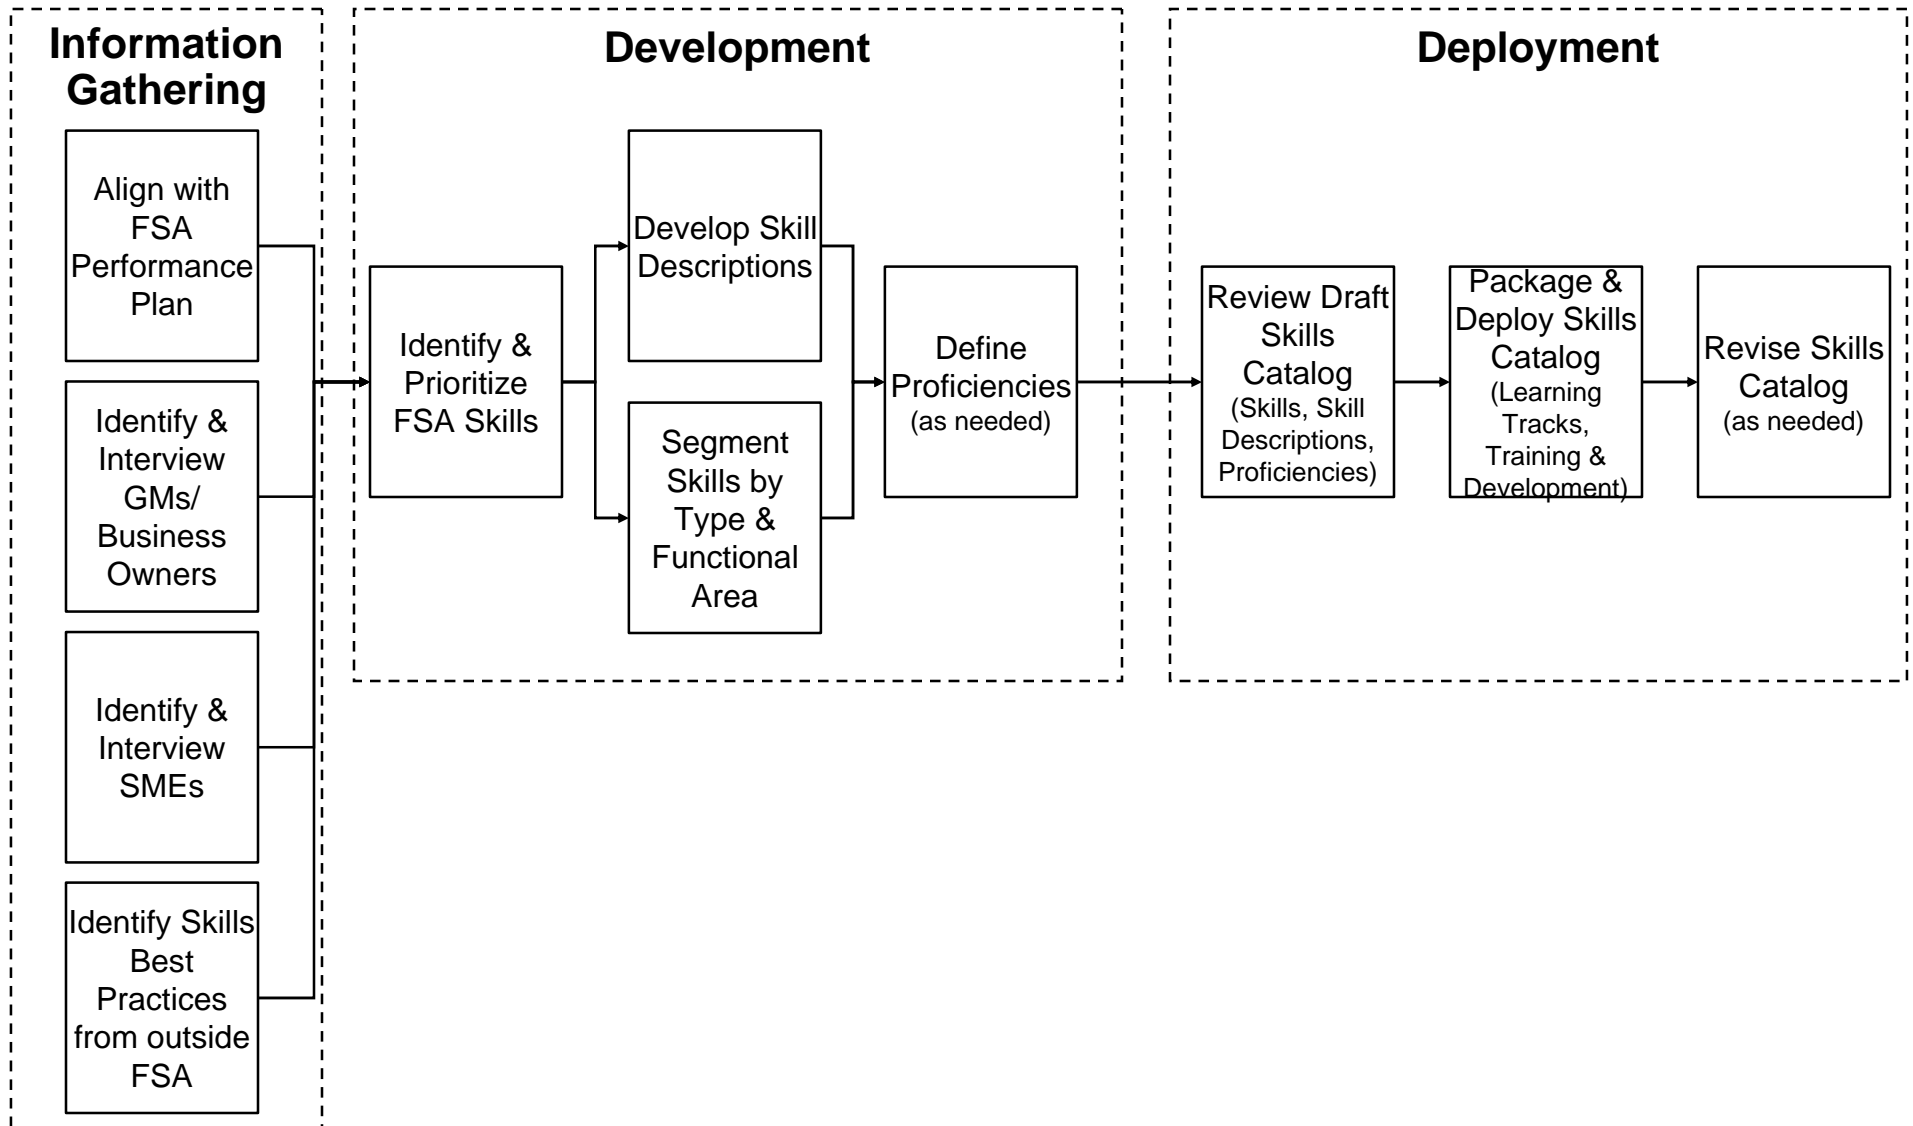 Information
Gathering
Align with
FSA
Performance
Plan
Identify &
Interview
GMs/
Business
Owners
Identify &
Interview
SMEs
Identify Skills
Best
Practices
from outside
FSA
Development
Identify &
Prioritize
FSA Skills
Develop Skill
Descriptions
Segment
Skills by
Type &
Functional
Area
Define
Proficiencies
(as needed)
Deployment
Review Draft
Skills
Catalog
(Skills, Skill
Descriptions,
Proficiencies)
Package &
Deploy Skills
Catalog
(Learning
Tracks,
Training &
Development)
Revise Skills
Catalog
(as needed)